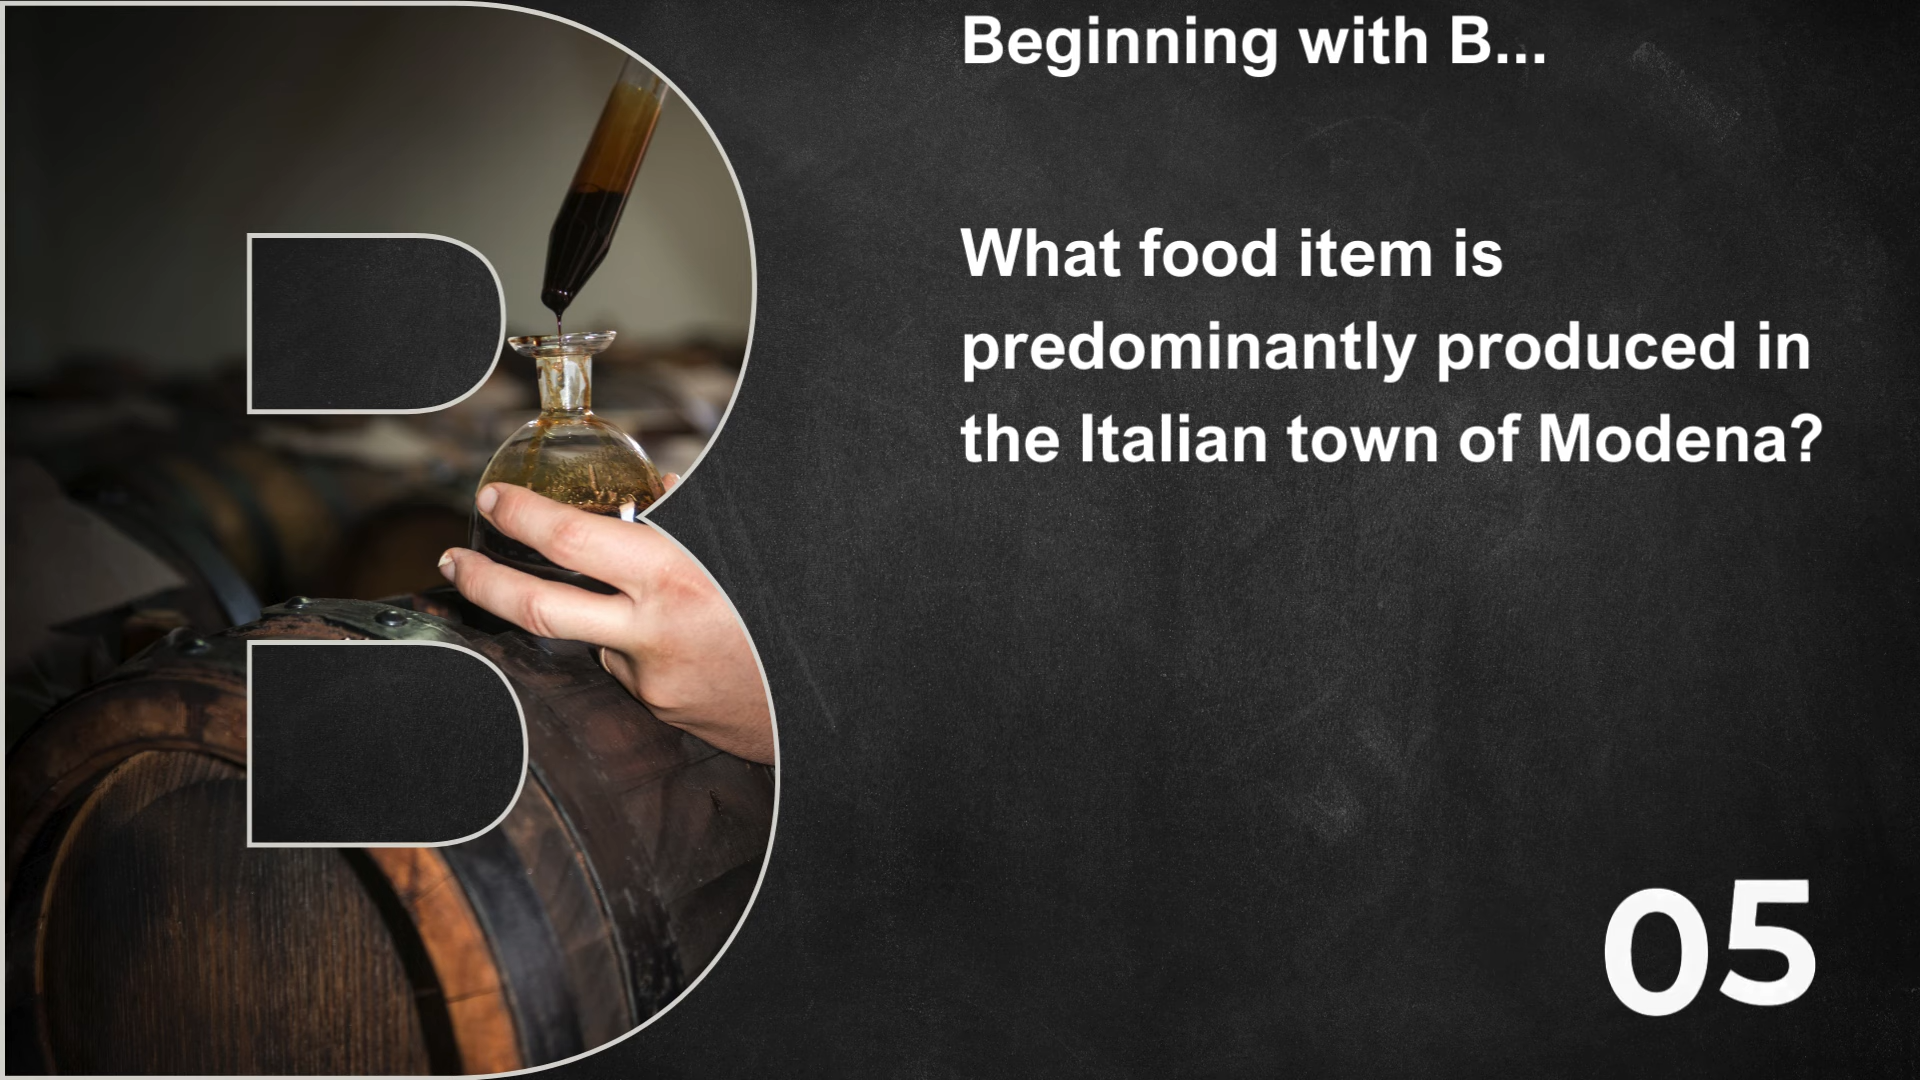 Beginning with B...
What food item is
predominantly produced in
the Italian town of Modena?
05